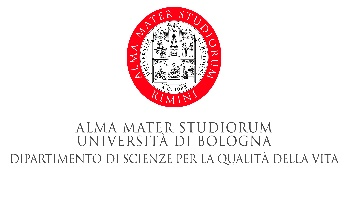 ALMA MATER STUDIORUM
RIMINI
ALMA MATER STUDIORUM
UNIVERSITÀ DI BOLOGNA
DIPARTIMENTO DI SCIENZE PER LA QUALITÀ DELLA VITA